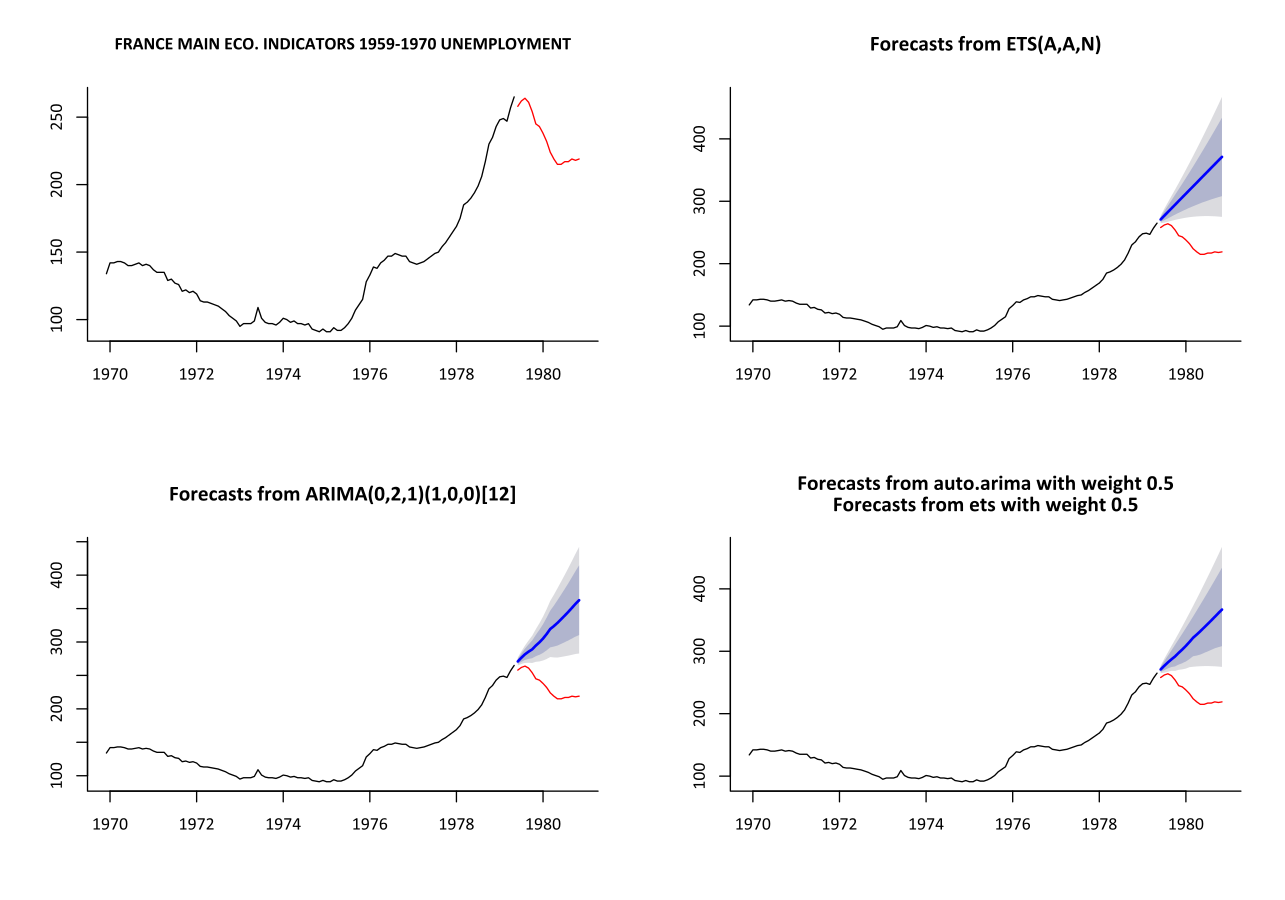 FRANCE MAIN ECO. INDICATORS 1959-1970 UNEMPLOYMENT
250
200
150
100
1970 1972 1974 1976 1978 1980
Forecasts from ETS(A,A,N)
400
300
200
100
1970 1972 1974 1976 1978 1980
Forecasts from ARIMA(0,2,1)(1,0,0)[12]
400
300
200
100
1970 1972 1974 1976 1978 1980
Forecasts from auto.arima with weight 0.5
Forecasts from ets with weight 0.5
400
300
200
100
1970 1972 1974 1976 1978 1980